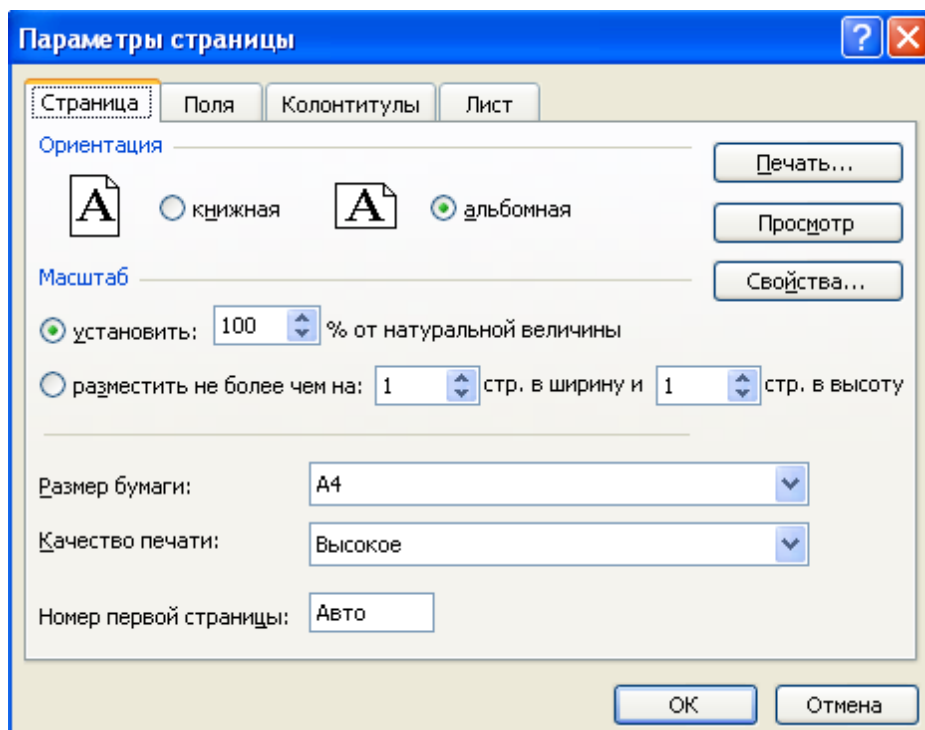 Параметры страницы
Страница Поля Колонтитулы Лист
Ориентация
Печать...
A книжная A альбомная
Просмотр
Масштаб
Свойства...
установить: 100 % от натуральной величины
разместить не более чем на: 1 стр. в ширину и 1 стр. в высоту
Размер бумаги: A4
Качество печати: Высокое
Номер первой страницы: Авто
ОК Отмена